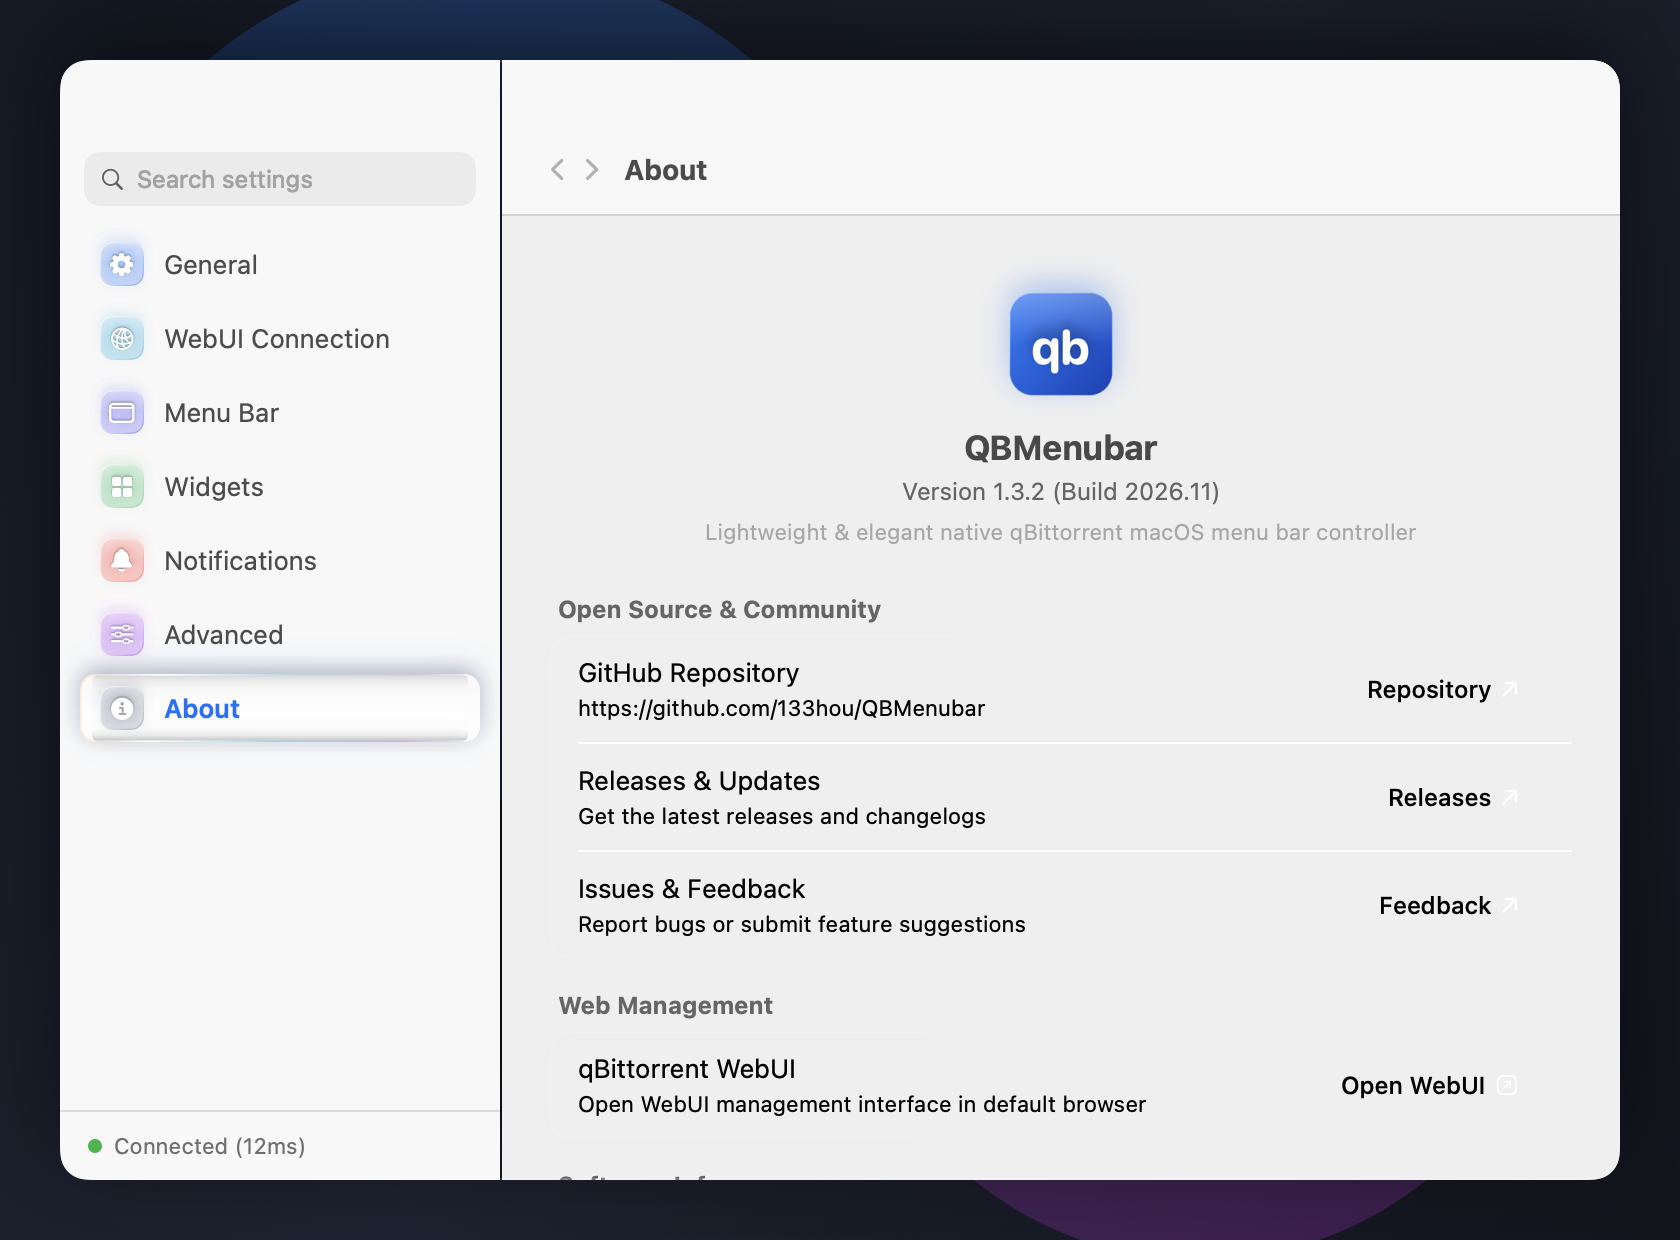 Search settings
General
WebUI Connection
Menu Bar
Widgets
Notifications
Advanced
About
Connected (12ms)
About
qb
QBMenubar
Version 1.3.2 (Build 2026.11)
Lightweight & elegant native qBittorrent macOS menu bar controller
Open Source & Community
GitHub Repository
https://github.com/133hou/QBMenubar
Repository
Releases & Updates
Get the latest releases and changelogs
Releases
Issues & Feedback
Report bugs or submit feature suggestions
Feedback
Web Management
qBittorrent WebUI
Open WebUI management interface in default browser
Open WebUI